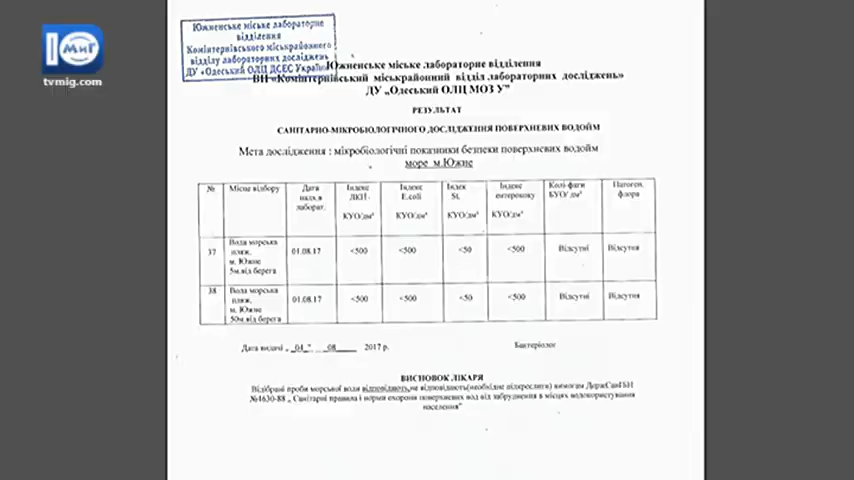 Южненське міське лабораторне
відділення
Комінтернівського міськрайонного
відділу лабораторних досліджень
ДУ «Одеський ОЛЦ ДСЕС України
Ю МиГ
tvmig.com
Южненське міське лабораторне відділення
ВП «Комінтернівський міськрайонний відділ лабораторних досліджень»
ДУ „Одеський ОЛЦ МОЗ У"
РЕЗУЛЬТАТ
САНІТАРНО-МІКРОБІОЛОГІЧНОГО ДОСЛІДЖЕННЯ ПОВЕРХНЕВИХ ВОДОЙМ
Мета дослідження : мікробіологічні показники безпеки поверхневих водойм
море м.Южне
№ Місце відбору Дата надх.в лаборат. Індекс ЛКП- КУО/дм³ Індекс E.coli КУО/дм³ Індек St. КУО/дм³ Індекс ентерококу КУО/дм³ Колі-фаги БУО/дм³ Патоген. флора
37 Вода морська пляж. м. Южне 5м.від берега 01.08.17 <500 <500 <50 <500 Відсутні Відсутня
38 Вода морська пляж. м. Южне 50м.від берега 01.08.17 <500 <500 <50 <500 Відсутні Відсутня
Дата видачі „_04_" _08_ 2017 р. Бактеріолог
ВИСНОВОК ЛІКАРЯ
Відібрані проби морської води відповідають,не відповідають(необхідне підкреслити) вимогам ДержСанПіН
№4630-88 „ Санітарні правила і норми охорони поверхневих вод від забруднення в місцях водокористування
населення"